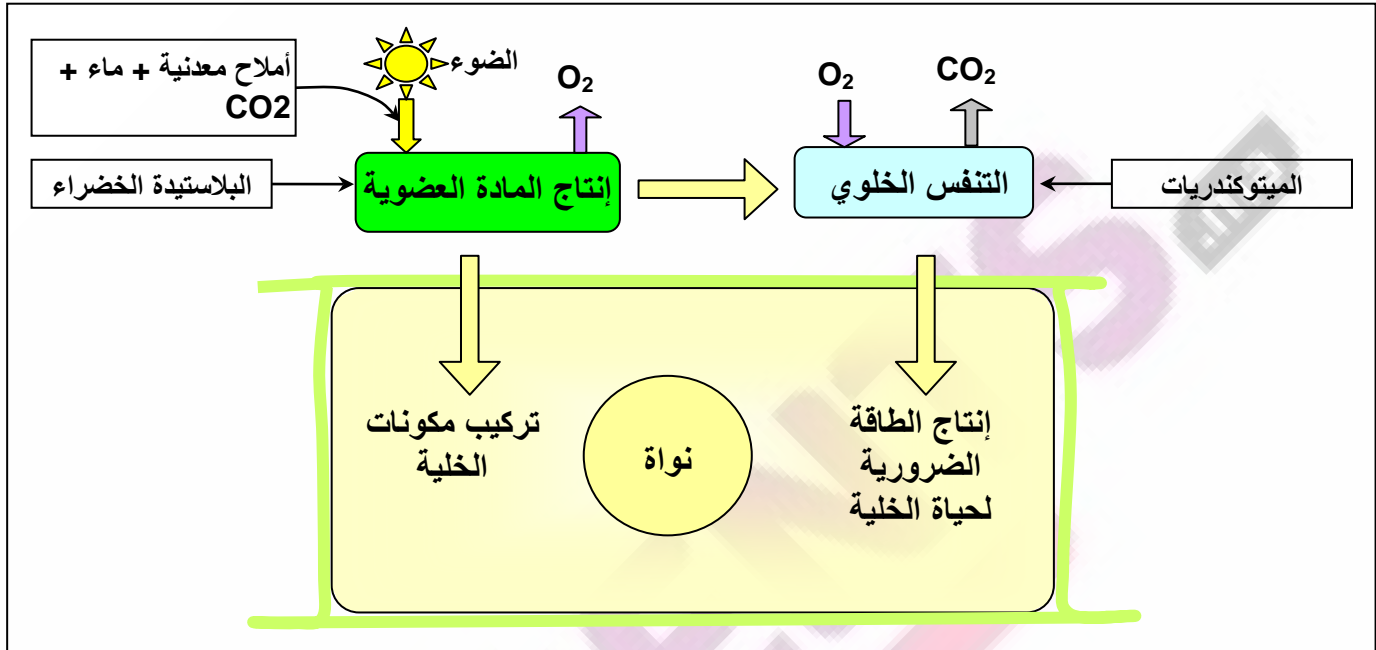 أملاح معدنية + ماء +
CO2
الضوء
O₂
O₂
CO₂
البلاستيدة الخضراء
إنتاج المادة العضوية
التنفس الخلوي
الميتوكندريات
تركيب مكونات
الخلية
نواة
إنتاج الطاقة
الضرورية
لحياة الخلية